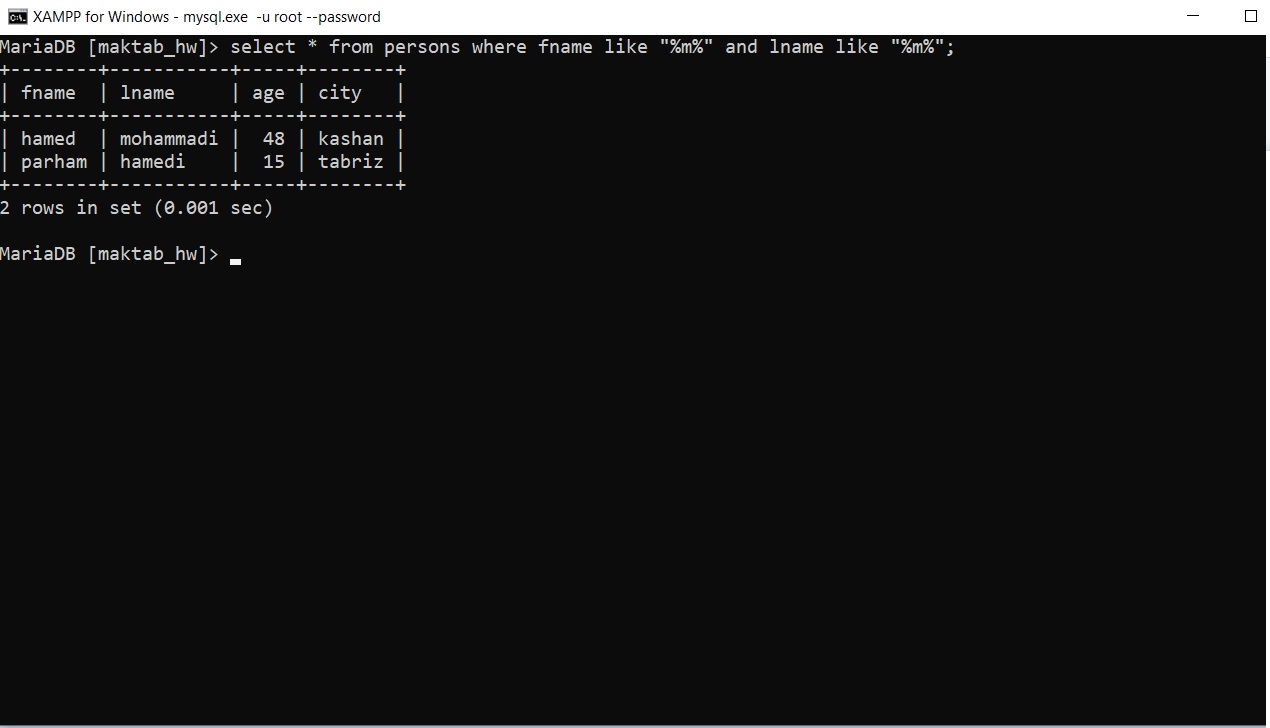 XAMPP for Windows - mysql.exe  -u root --password
MariaDB [maktab_hw]> select * from persons where fname like "%m%" and lname like "%m%";
+--------+-----------+-----+--------+
| fname  | lname     | age | city   |
+--------+-----------+-----+--------+
| hamed  | mohammadi |  48 | kashan |
| parham | hamedi    |  15 | tabriz |
+--------+-----------+-----+--------+
2 rows in set (0.001 sec)
MariaDB [maktab_hw]>